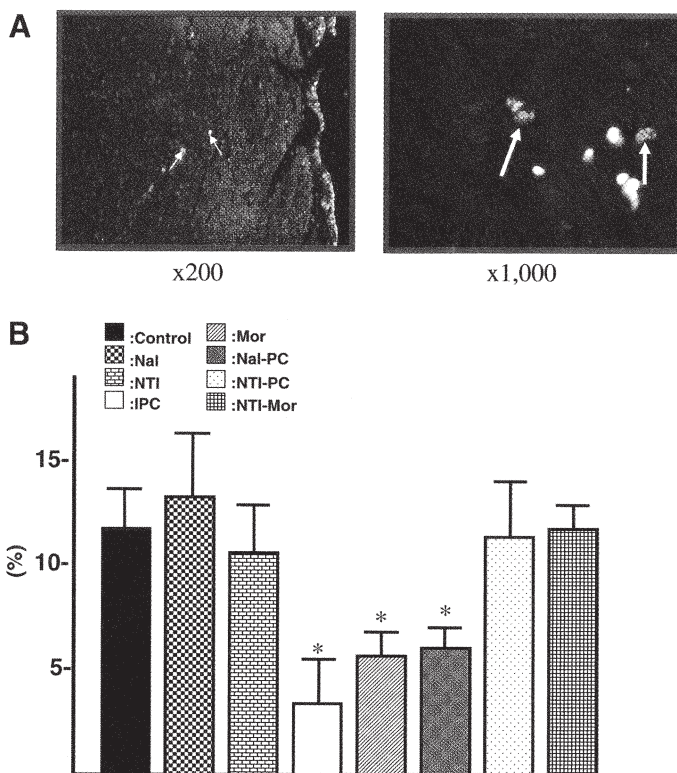 A
x200
x1,000
B
:Control
:Nal
:NTI
:IPC
:Mor
:Nal-PC
:NTI-PC
:NTI-Mor
15-
10-
5-
(%)
*
*
*